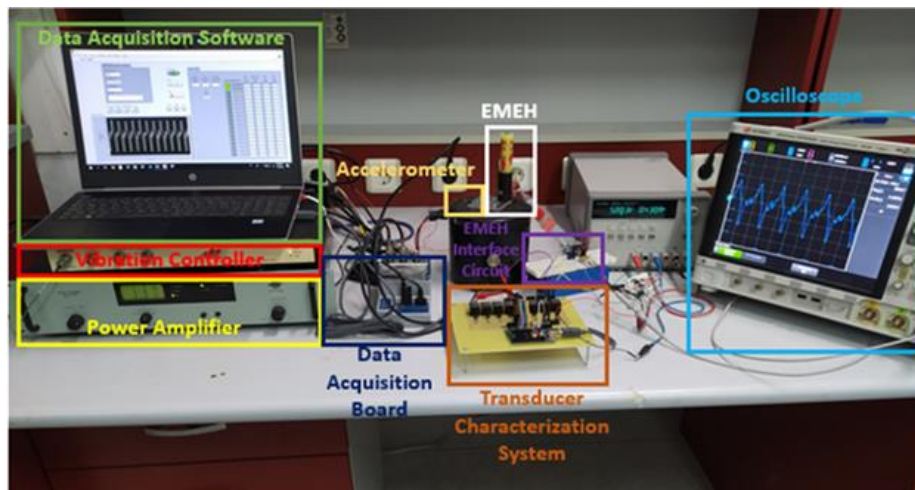 Data Acquisition Software
EMEH
Oscilloscope
Accelerometer
EMEH
Interface
Circuit
Vibration Controller
Power Amplifier
Data
Acquisition
Board
Transducer
Characterization
System